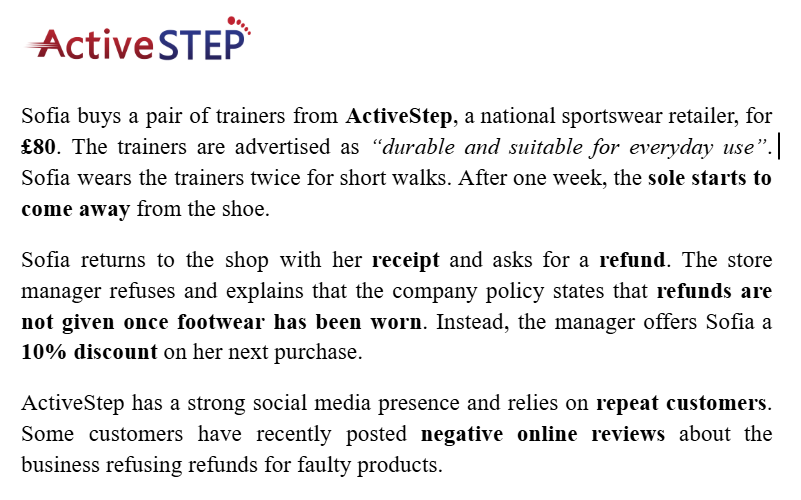 ActiveSTEP
Sofia buys a pair of trainers from ActiveStep, a national sportswear retailer, for
£80. The trainers are advertised as “durable and suitable for everyday use”.
Sofia wears the trainers twice for short walks. After one week, the sole starts to
come away from the shoe.
Sofia returns to the shop with her receipt and asks for a refund. The store
manager refuses and explains that the company policy states that refunds are
not given once footwear has been worn. Instead, the manager offers Sofia a
10% discount on her next purchase.
ActiveStep has a strong social media presence and relies on repeat customers.
Some customers have recently posted negative online reviews about the
business refusing refunds for faulty products.